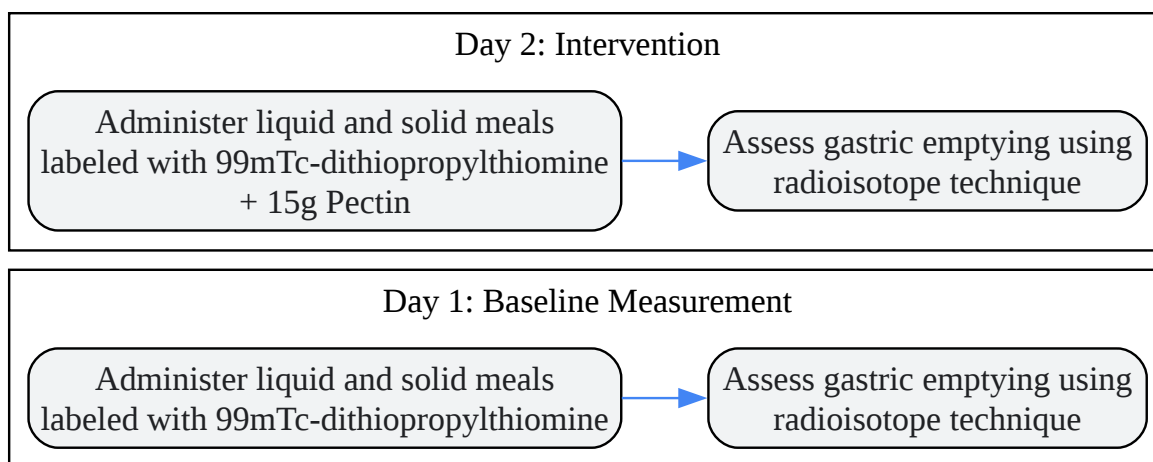 Day 2: Intervention
Administer liquid and solid meals
labeled with 99mTc-dithiopropylthiomine
+ 15g Pectin
Assess gastric emptying using
radioisotope technique
Day 1: Baseline Measurement
Administer liquid and solid meals
labeled with 99mTc-dithiopropylthiomine
Assess gastric emptying using
radioisotope technique